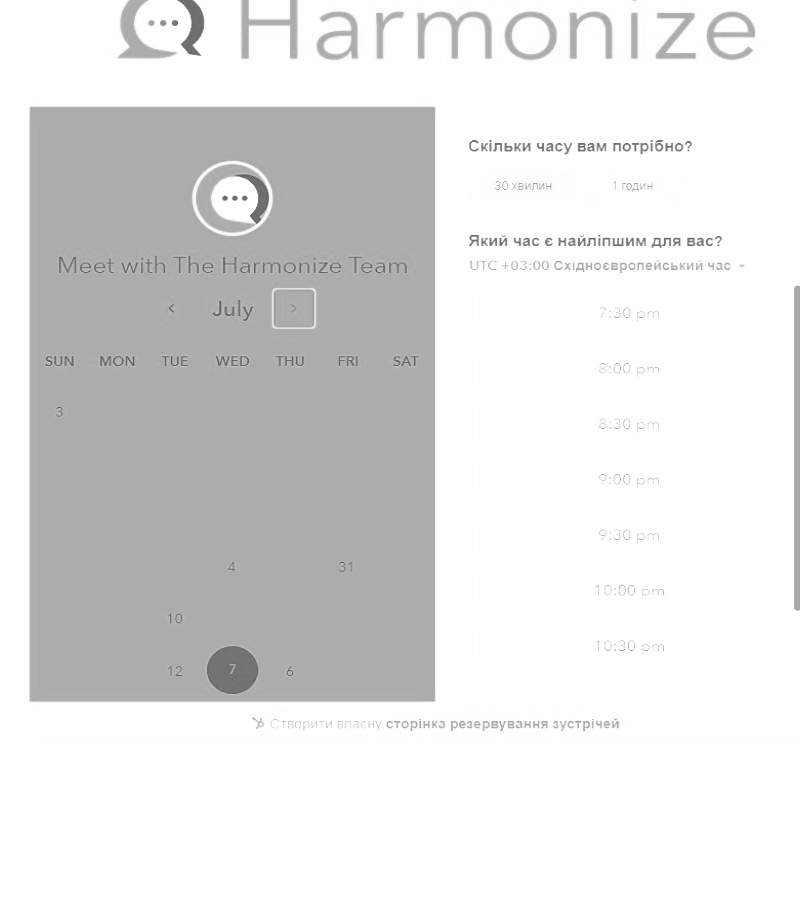 Harmonize
Meet with The Harmonize Team
July
SUN MON TUE WED THU FRI SAT
3
4 31
10
12 7 6
Скільки часу вам потрібно?
30 хвилин 1 годин
Який час є найліпшим для вас?
UTC +03:00 Східноєвропейський час
7:30 pm
8:00 pm
8:30 pm
9:00 pm
9:30 pm
10:00 pm
10:30 pm
Створити власну сторінка резервування зустрічей